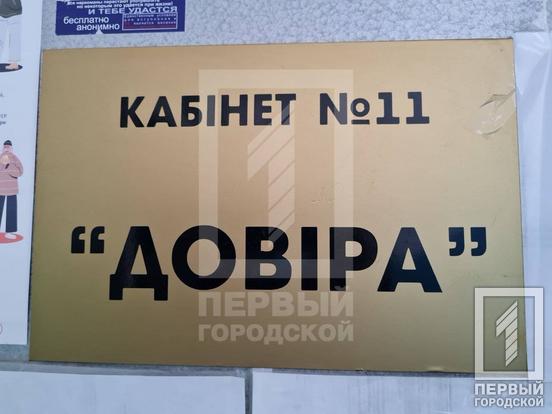 И ТЕБЕ УДАСТСЯ
бесплатно
анонимно
КАБІНЕТ №11
“ДОВІРА”
ПЕРВЫЙ
ГОРОДСКОЙ
ПЕРВЫЙ
ГОРОДСКОЙ